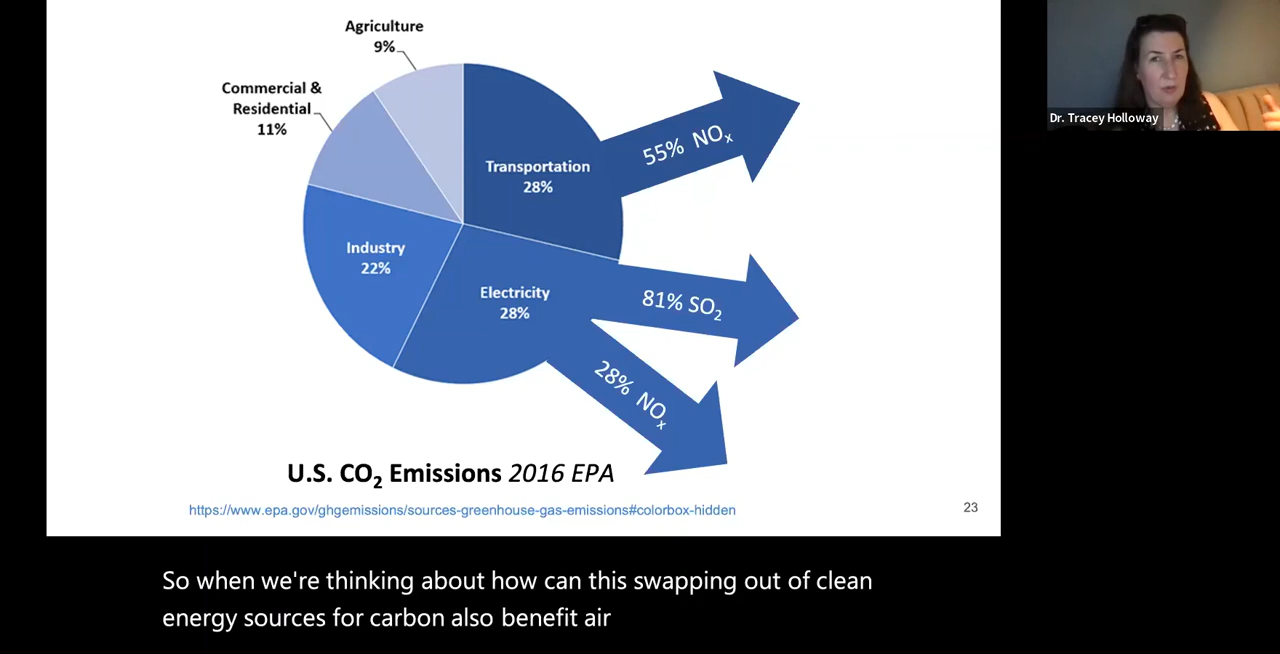 Agriculture
9%
Commercial &
Residential
11%
Transportation
28%
Industry
22%
Electricity
28%
55% NOx
81% SO2
28% NOx
U.S. CO2 Emissions 2016 EPA
https://www.epa.gov/ghgemissions/sources-greenhouse-gas-emissions#colorbox-hidden
23
Dr. Tracey Holloway
So when we're thinking about how can this swapping out of clean
energy sources for carbon also benefit air